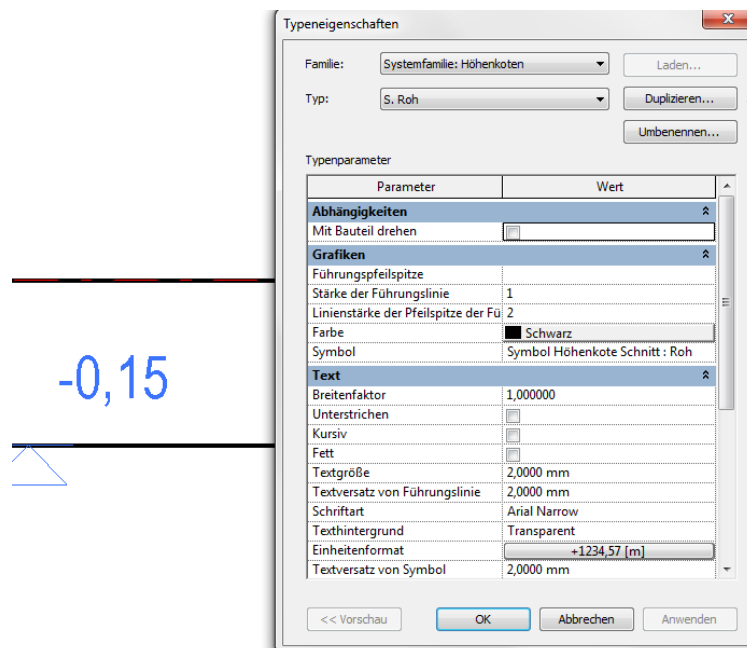 Typeneigenschaften
Familie: Systemfamilie: Höhenkoten Laden...
Typ: S. Roh Duplizieren...
Umbenennen...
Typenparameter
Parameter Wert
Abhängigkeiten
Mit Bauteil drehen
Grafiken
Führungspfeilspitze
Stärke der Führungslinie 1
Linienstärke der Pfeilspitze der Fü 2
Farbe Schwarz
Symbol Symbol Höhenkote Schnitt : Roh
Text
Breitenfaktor 1,000000
Unterstrichen
Kursiv
Fett
Textgröße 2,0000 mm
Textversatz von Führungslinie 2,0000 mm
Schriftart Arial Narrow
Texthintergrund Transparent
Einheitenformat +1234,57 [m]
Textversatz von Symbol 2,0000 mm
<< Vorschau OK Abbrechen Anwenden
-0,15